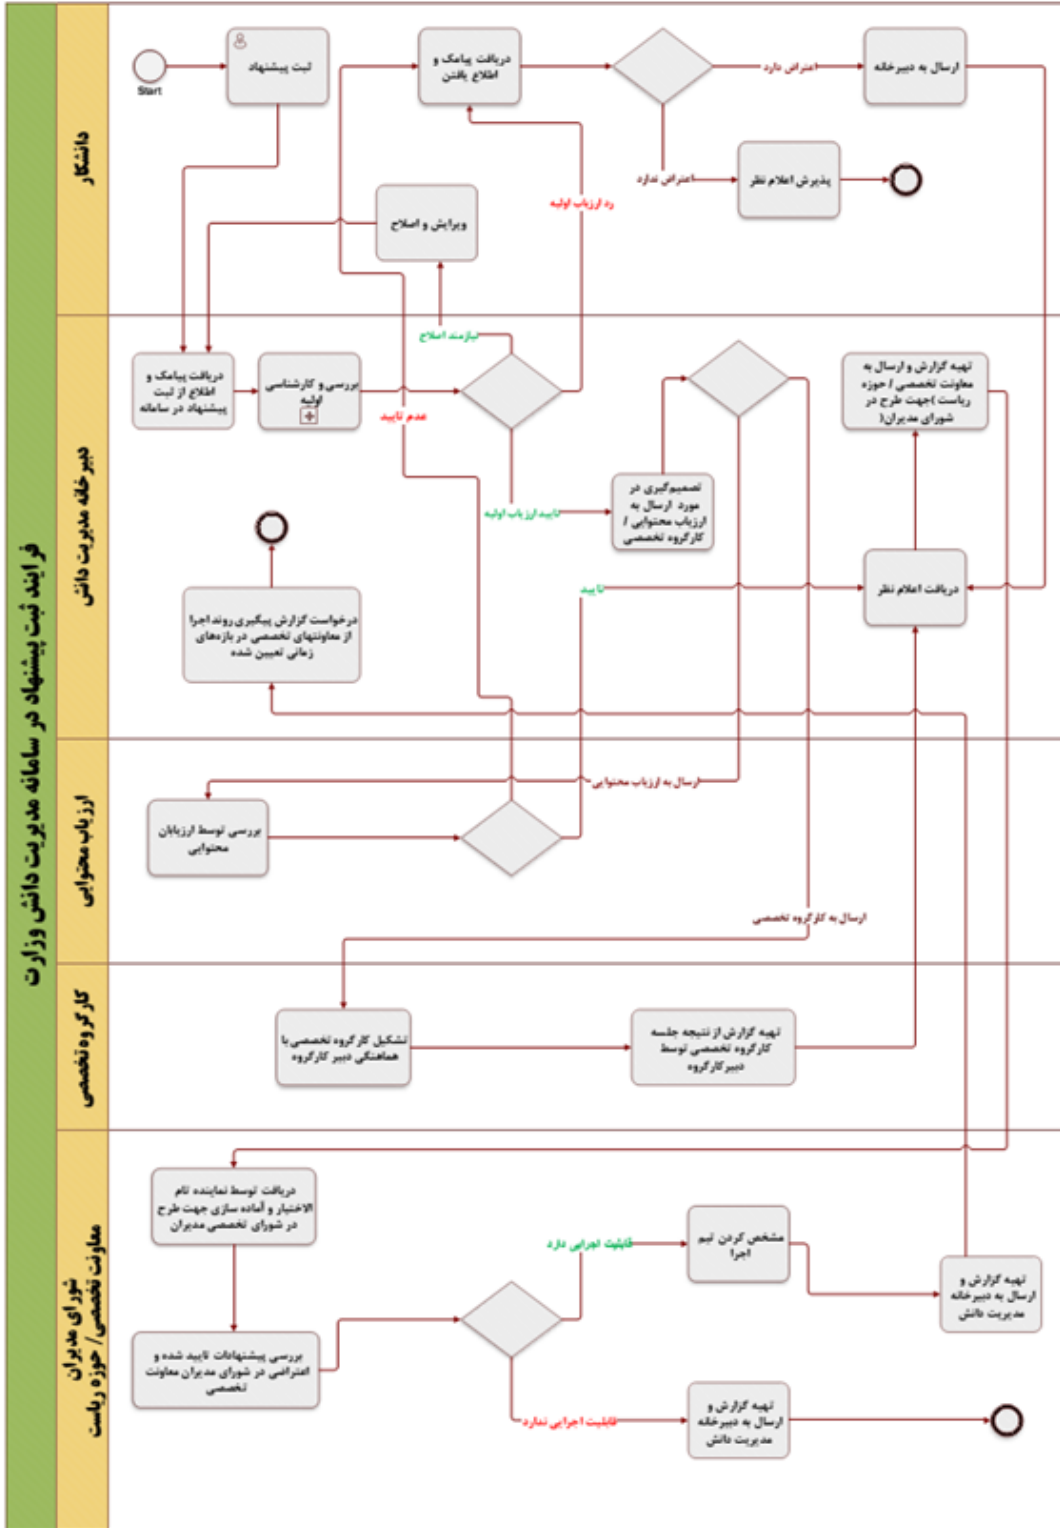 فرایند ثبت پیشنهاد در سامانه مدیریت دانش وزارت
دانشکار
Start
ثبت پیشنهاد
دریافت پیامک و
اطلاع یافتن
اعتراض دارد
ارسال به دبیرخانه
اعتراض ندارد
پذیرش اعلام نظر
ویرایش و اصلاح
رد ارزیاب اولیه
دبیرخانه مدیریت دانش
نیازمند اصلاح
دریافت پیامک و
اطلاع از ثبت
پیشنهاد در سامانه
بررسی و کارشناسی
اولیه
عدم تایید
تایید ارزیاب اولیه
تصمیم‌گیری در
مورد ارسال به
ارزیاب محتوایی /
کارگروه تخصصی
تهیه گزارش و ارسال به
معاونت تخصصی / حوزه
ریاست )جهت طرح در
شورای مدیران(
تایید
دریافت اعلام نظر
درخواست گزارش پیگیری روند اجرا
از معاونتهای تخصصی در بازه‌های
زمانی تعیین شده
ارزیاب محتوایی
ارسال به ارزیاب محتوایی
بررسی توسط ارزیابان
محتوایی
ارسال به کارگروه تخصصی
کارگروه تخصصی
تشکیل کارگروه تخصصی با
هماهنگی دبیر کارگروه
تهیه گزارش از نتیجه جلسه
کارگروه تخصصی توسط
دبیرکارگروه
شورای مدیران
معاونت تخصصی/ حوزه ریاست
دریافت توسط نماینده تام
الاختیار و آماده سازی جهت طرح
در شورای تخصصی مدیران
بررسی پیشنهادات تایید شده و
اعتراضی در شورای مدیران معاونت
تخصصی
قابلیت اجرایی دارد
مشخص کردن تیم
اجرا
تهیه گزارش و
ارسال به دبیرخانه
مدیریت دانش
قابلیت اجرایی ندارد
تهیه گزارش و
ارسال به دبیرخانه
مدیریت دانش